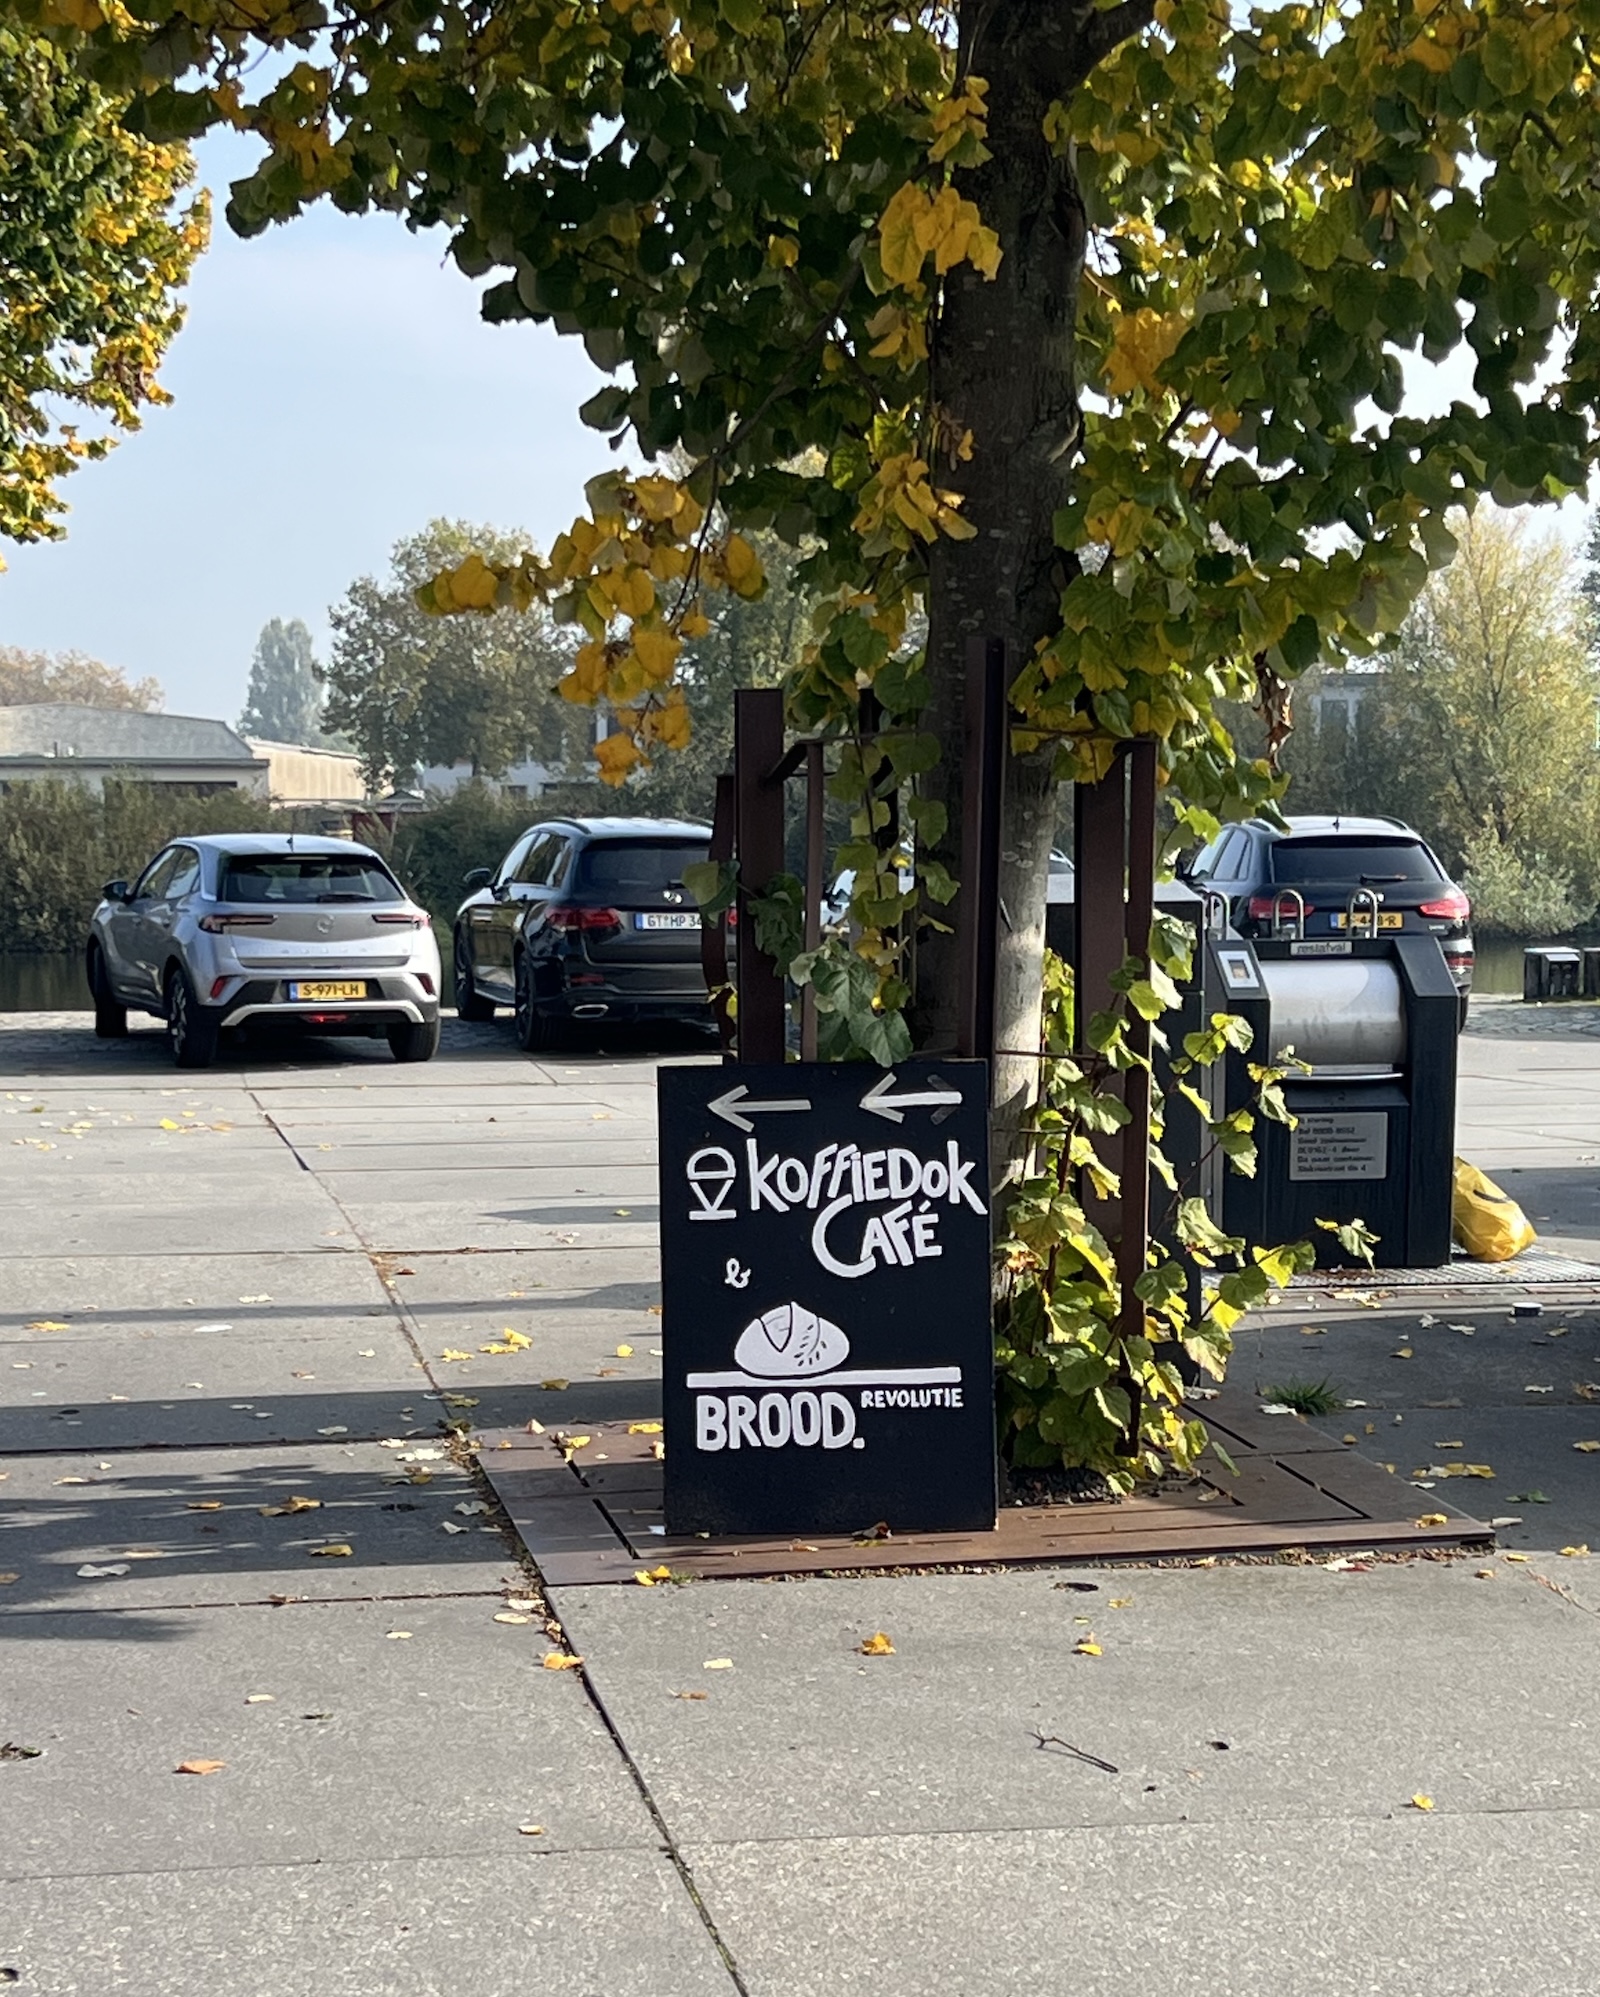 KD KOFFIEDOK
CAFÉ
&
BROOD. REVOLUTIE
S-971-LH
restafval